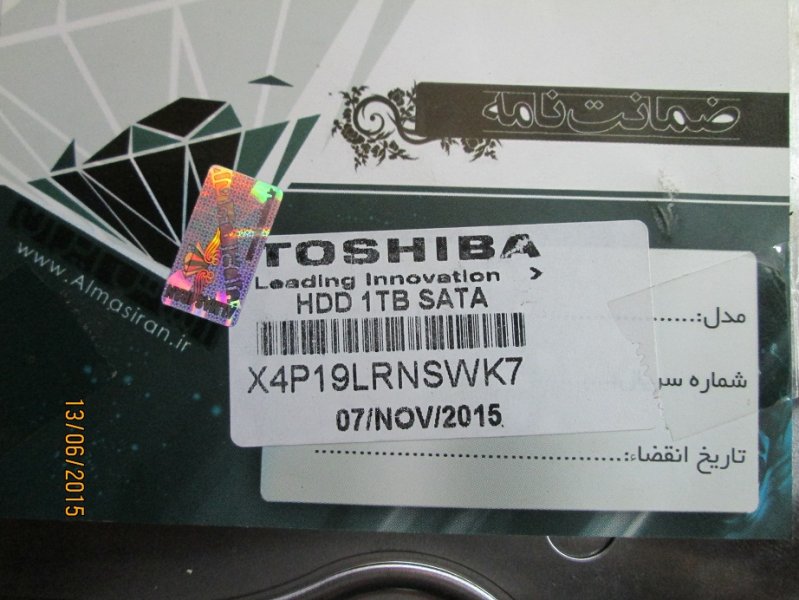 ضمانت نامه
www.Almasiran.ir
TOSHIBA
Leading Innovation >
HDD 1TB SATA
X4P19LRNSWK7
07/NOV/2015
مدل:
شماره سر
تاریخ انقضاء:
13/06/2015